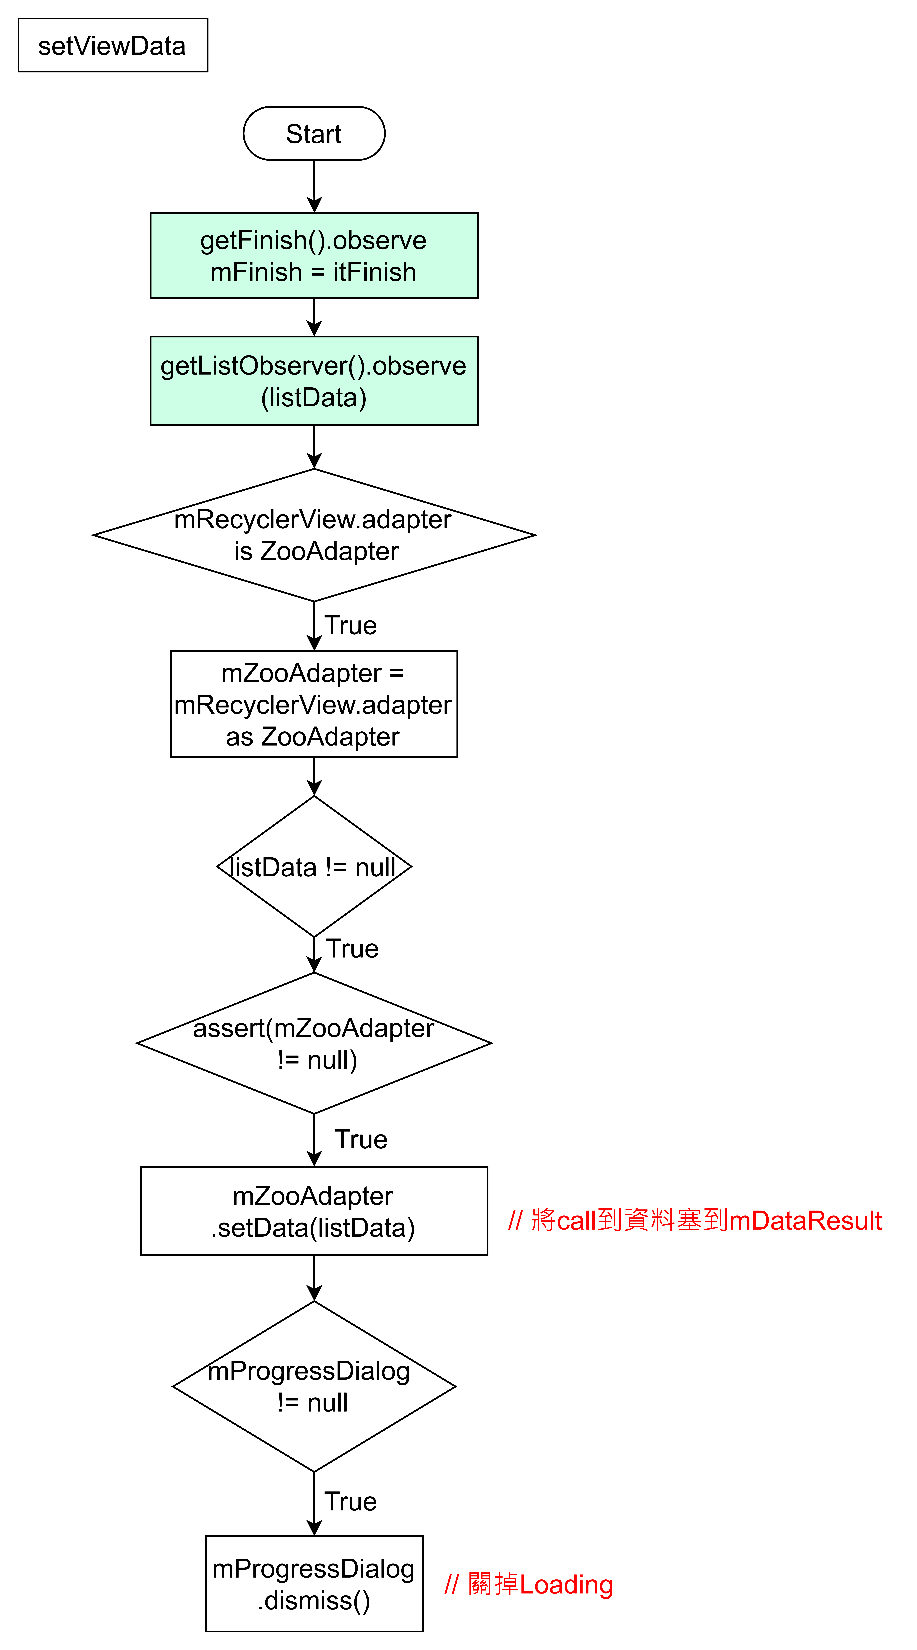 setViewData
Start
getFinish().observe
mFinish = itFinish
getListObserver().observe
(listData)
mRecyclerView.adapter
is ZooAdapter
True
mZooAdapter =
mRecyclerView.adapter
as ZooAdapter
listData != null
True
assert(mZooAdapter
!= null)
True
mZooAdapter
.setData(listData)
// 將call到資料塞到mDataResult
mProgressDialog
!= null
True
mProgressDialog
.dismiss()
// 關掉Loading